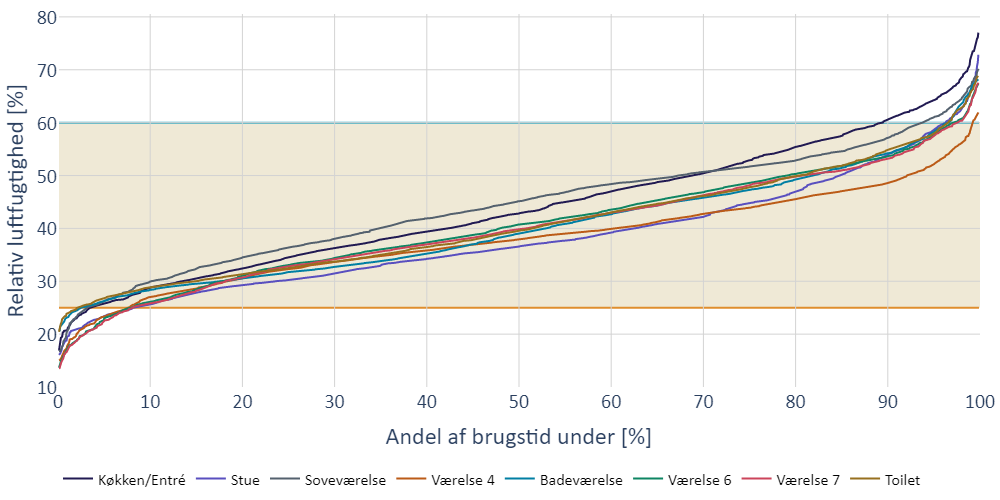 Relativ luftfugtighed [%]
80
70
60
50
40
30
20
10
0 10 20 30 40 50 60 70 80 90 100
Andel af brugstid under [%]
Køkken/Entré Stue Soveværelse Værelse 4 Badeværelse Værelse 6 Værelse 7 Toilet